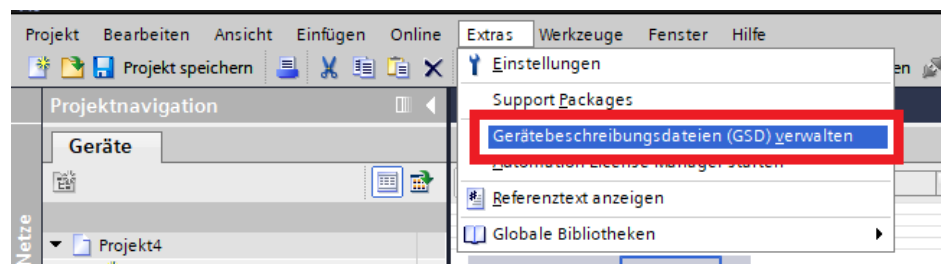 Projekt Bearbeiten Ansicht Einfügen Online Extras Werkzeuge Fenster Hilfe
Projekt speichern
Einstellungen
en
Support Packages
Projektnavigation
Gerätebeschreibungsdateien (GSD) verwalten
Geräte
Automation License Manager starten
Referenztext anzeigen
Globale Bibliotheken
Projekt4
Netze